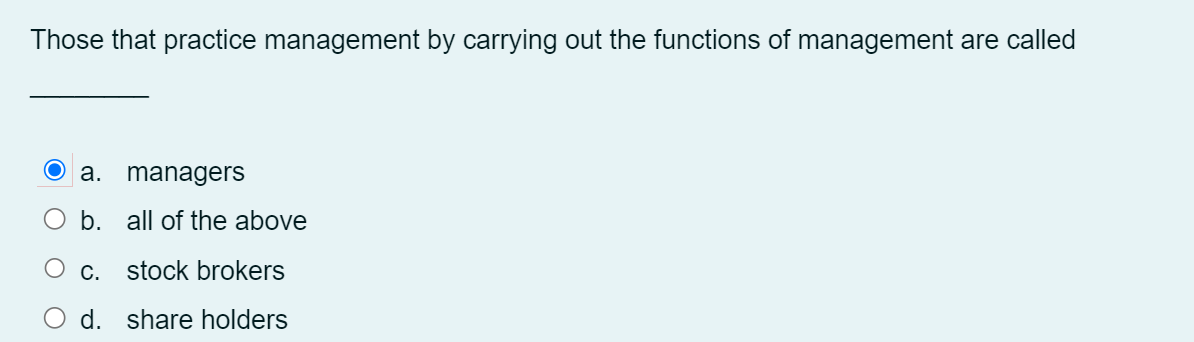 Those that practice management by carrying out the functions of management are called
________
a. managers
b. all of the above
c. stock brokers
d. share holders